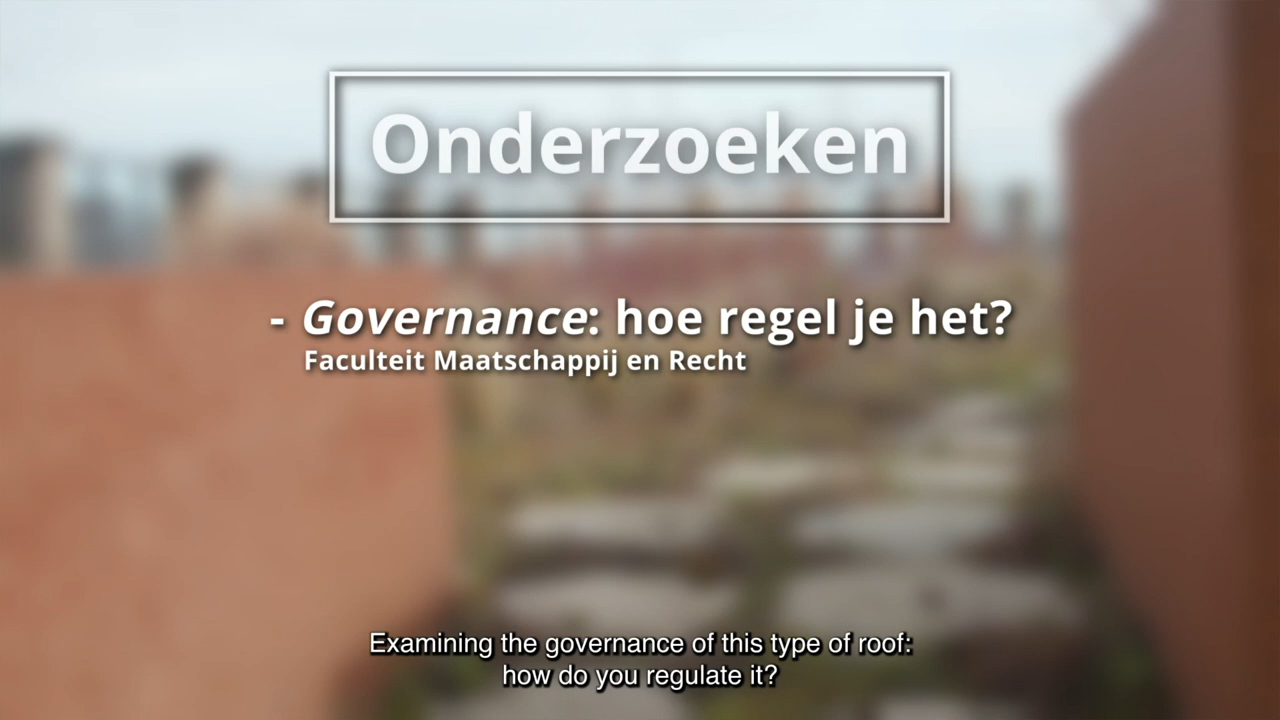 Onderzoeken
- Governance: hoe regel je het?
Faculteit Maatschappij en Recht
Examining the governance of this type of roof:
how do you regulate it?